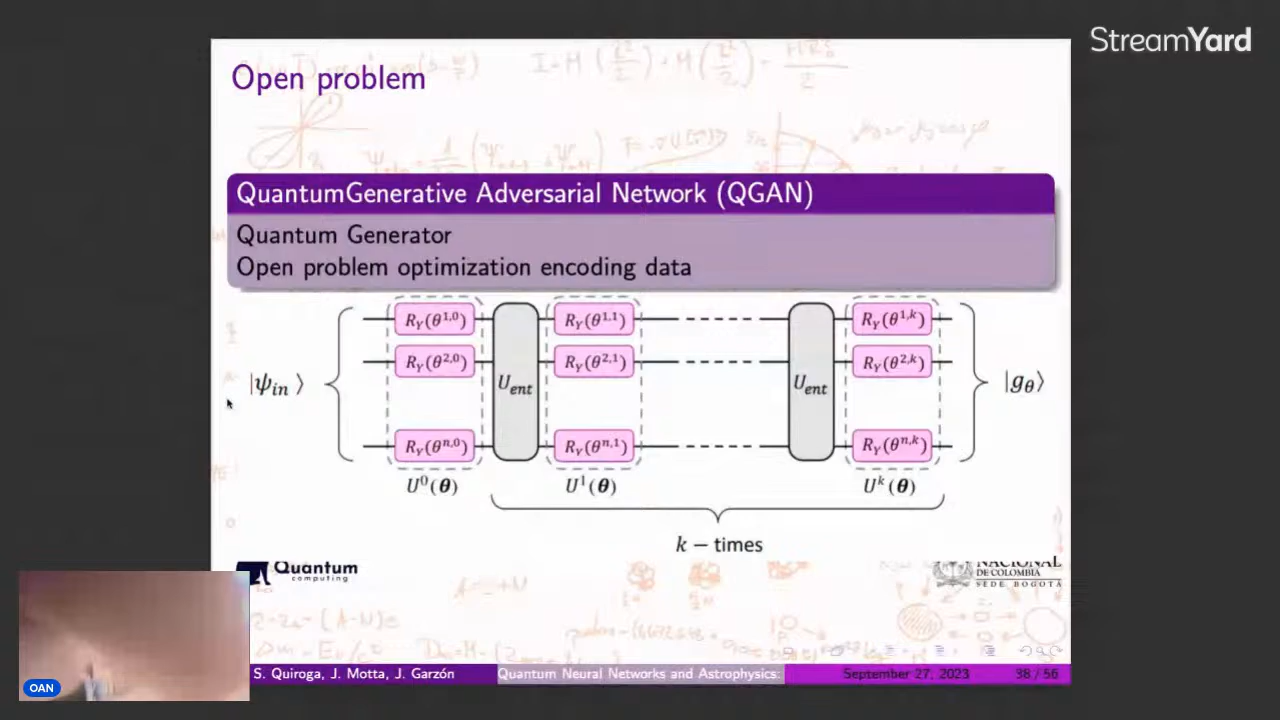 StreamYard
Open problem
QuantumGenerative Adversarial Network (QGAN)
Quantum Generator
Open problem optimization encoding data
|ψ_in⟩
R_Y(θ^{1,0})
R_Y(θ^{2,0})
R_Y(θ^{n,0})
U_ent
R_Y(θ^{1,1})
R_Y(θ^{2,1})
R_Y(θ^{n,1})
U_ent
R_Y(θ^{1,k})
R_Y(θ^{2,k})
R_Y(θ^{n,k})
|g_θ⟩
U^0(θ)
U^1(θ)
U^k(θ)
k – times
Quantum
computing
NACIONAL
DE COLOMBIA
SEDE BOGOTÁ
OAN
S. Quiroga, J. Motta, J. Garzón
Quantum Neural Networks and Astrophysics:
September 27, 2023
38 / 56